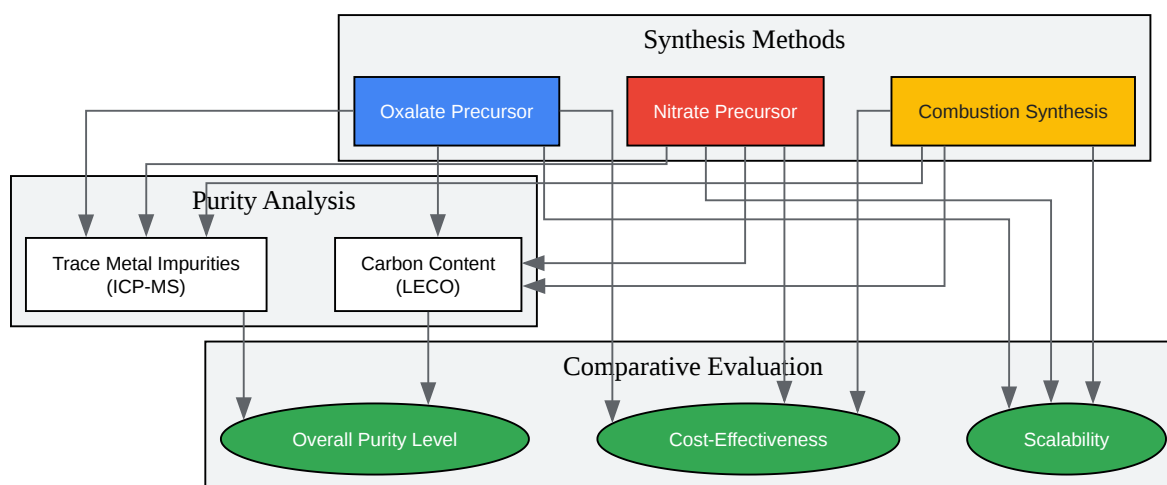 Synthesis Methods
Oxalate Precursor
Nitrate Precursor
Combustion Synthesis
Purity Analysis
Trace Metal Impurities
(ICP-MS)
Carbon Content
(LECO)
Comparative Evaluation
Overall Purity Level
Cost-Effectiveness
Scalability